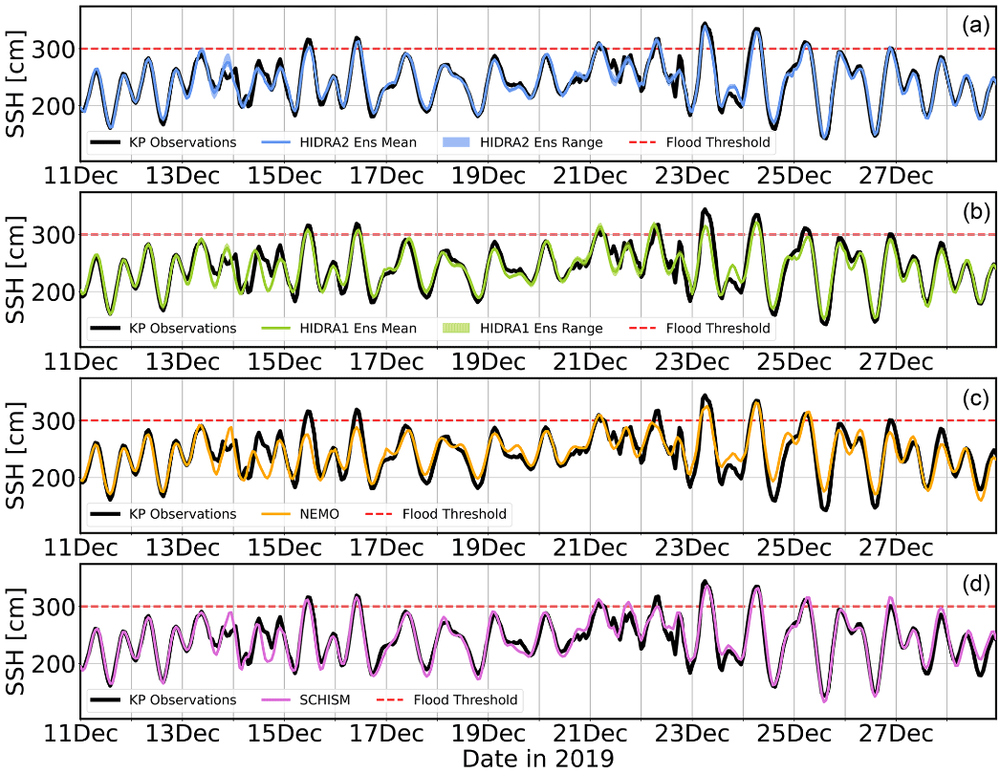 (a)
SSH [cm]
300
200
KP Observations HIDRA2 Ens Mean HIDRA2 Ens Range Flood Threshold
11Dec 13Dec 15Dec 17Dec 19Dec 21Dec 23Dec 25Dec 27Dec
(b)
SSH [cm]
300
200
KP Observations HIDRA1 Ens Mean HIDRA1 Ens Range Flood Threshold
11Dec 13Dec 15Dec 17Dec 19Dec 21Dec 23Dec 25Dec 27Dec
(c)
SSH [cm]
300
200
KP Observations NEMO Flood Threshold
11Dec 13Dec 15Dec 17Dec 19Dec 21Dec 23Dec 25Dec 27Dec
(d)
SSH [cm]
300
200
KP Observations SCHISM Flood Threshold
11Dec 13Dec 15Dec 17Dec 19Dec 21Dec 23Dec 25Dec 27Dec
Date in 2019